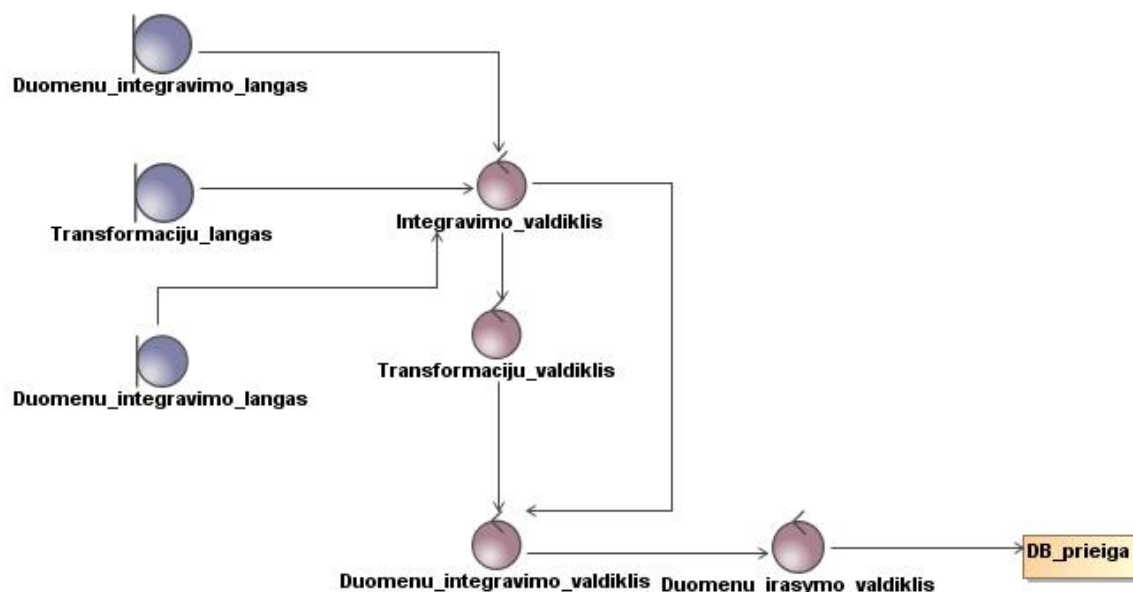 Duomenu_integravimo_langas
Transformaciju_langas
Integravimo_valdiklis
Duomenu_integravimo_langas
Transformaciju_valdiklis
Duomenu_integravimo_valdiklis
Duomenu_irasymo_valdiklis
DB_prieiga